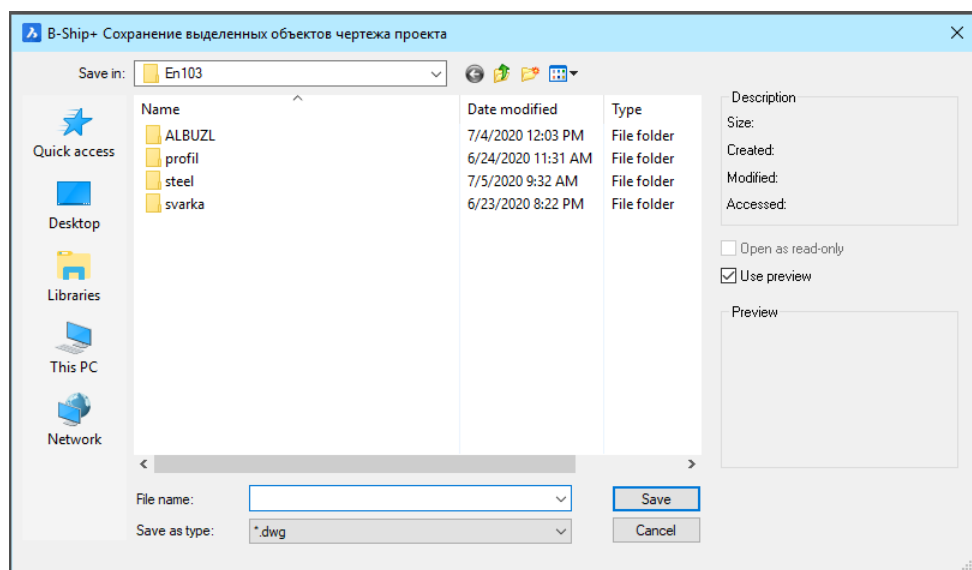 B-Ship+ Сохранение выделенных объектов чертежа проекта
Save in: En103
Name Date modified Type
ALBUZL 7/4/2020 12:03 PM File folder
profil 6/24/2020 11:31 AM File folder
steel 7/5/2020 9:32 AM File folder
svarka 6/23/2020 8:22 PM File folder
Quick access
Desktop
Libraries
This PC
Network
Description
Size:
Created:
Modified:
Accessed:
Open as read-only
Use preview
Preview
File name: Save
Save as type: *.dwg Cancel